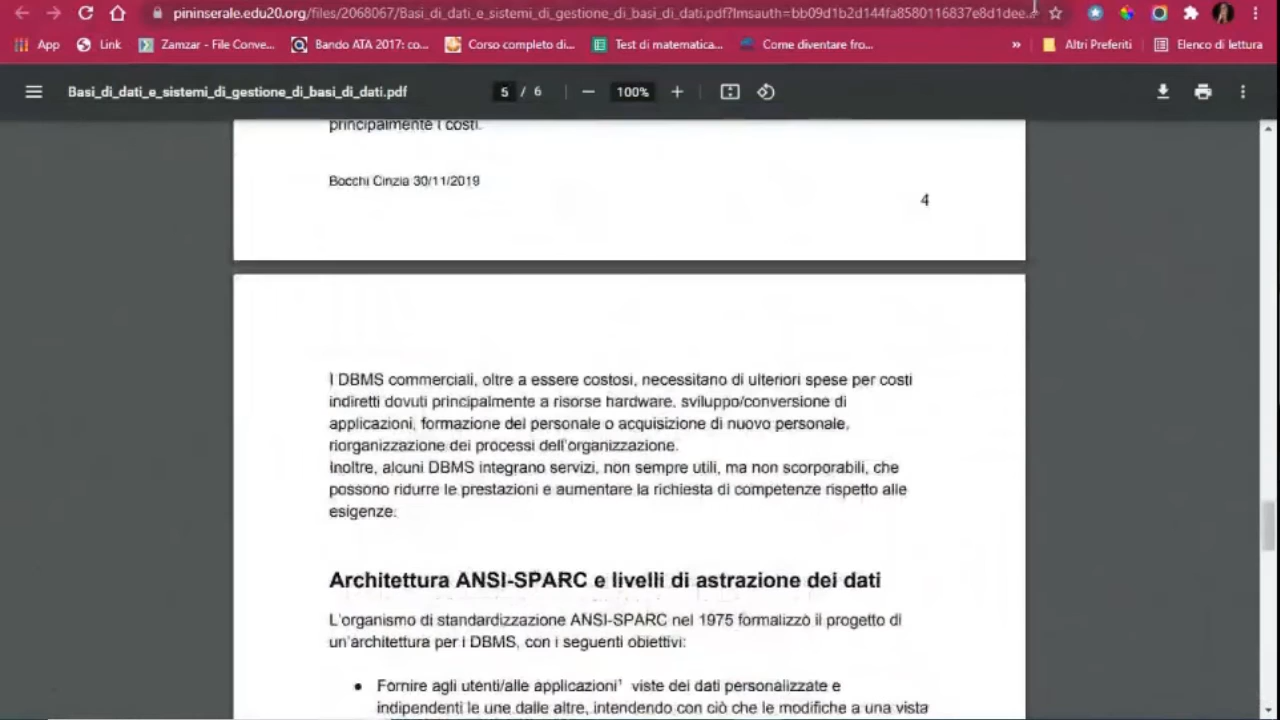 pininserale.edu20.org/files/2068067/Basi_di_dati_e_sistemi_di_gestione_di_basi_di_dati.pdf?lmsauth=bb09d1b2d144fa8580116837e8d1dee...
App Link Zamzar - File Conve... Bando ATA 2017: co... Corso completo di... Test di matematica... Come diventare fro... » Altri Preferiti Elenco di lettura
Basi_di_dati_e_sistemi_di_gestione_di_basi_di_dati.pdf 5 / 6 100%
principalmente i costi.
Bocchi Cinzia 30/11/2019
4
I DBMS commerciali, oltre a essere costosi, necessitano di ulteriori spese per costi
indiretti dovuti principalmente a risorse hardware, sviluppo/conversione di
applicazioni, formazione del personale o acquisizione di nuovo personale,
riorganizzazione dei processi dell'organizzazione.
Inoltre, alcuni DBMS integrano servizi, non sempre utili, ma non scorporabili, che
possono ridurre le prestazioni e aumentare la richiesta di competenze rispetto alle
esigenze.
Architettura ANSI-SPARC e livelli di astrazione dei dati
L'organismo di standardizzazione ANSI-SPARC nel 1975 formalizzò il progetto di
un'architettura per i DBMS, con i seguenti obiettivi:
• Fornire agli utenti/alle applicazioni¹ viste dei dati personalizzate e
indipendenti le une dalle altre, intendendo con ciò che le modifiche a una vista